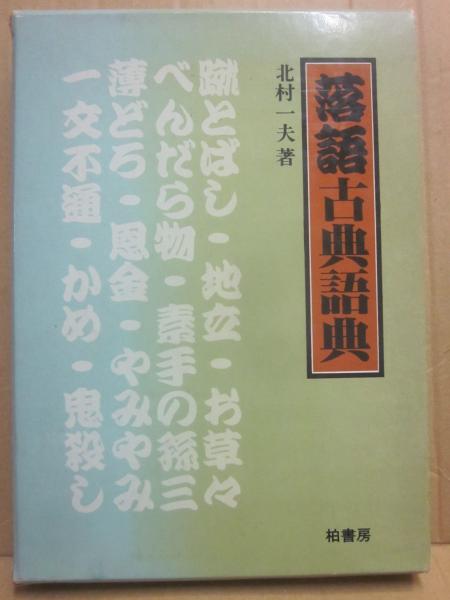 落語古典語典
北村一夫著
蹴とばし-地立-お草々
べんだら物-素手の孫三
薄どろ-恩金-やみやみ
一文不通-かめ-鬼殺し
柏書房